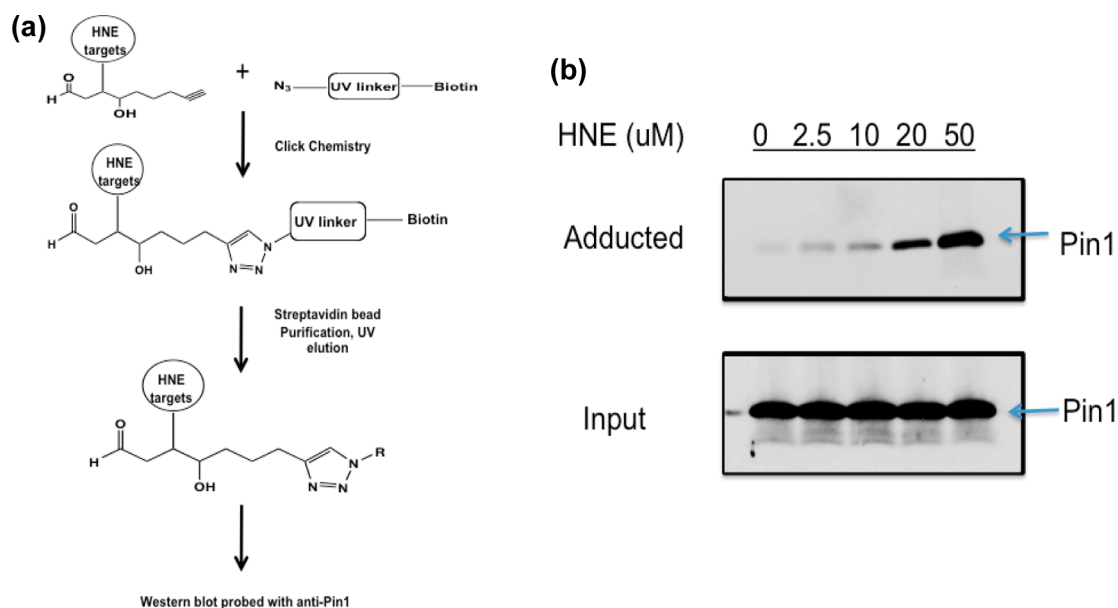 (a)
HNE
targets
O
H
OH
+
N3
UV linker
Biotin
Click Chemistry
HNE
targets
O
H
OH
N
N
N
UV linker
Biotin
Streptavidin bead
Purification, UV
elution
HNE
targets
O
H
OH
N
R
N
N
Western blot probed with anti-Pin1
(b)
HNE (uM) 0 2.5 10 20 50
Adducted
Pin1
Input
Pin1